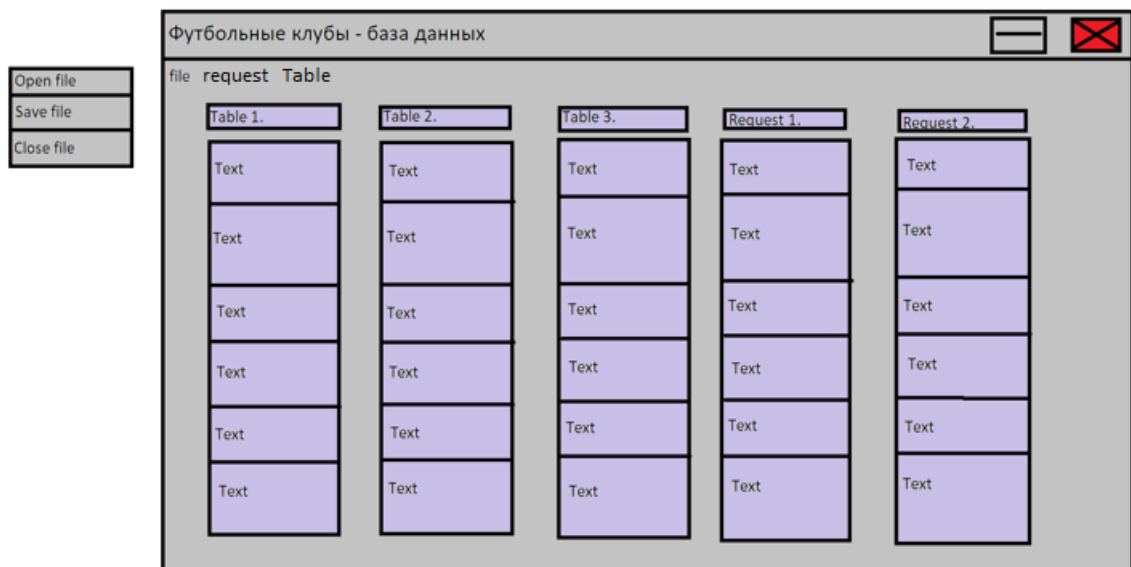 Футбольные клубы - база данных
file request Table
Open file
Save file
Close file
Table 1. Table 2. Table 3. Request 1. Request 2.
Text Text Text Text Text
Text Text Text Text Text
Text Text Text Text Text
Text Text Text Text Text
Text Text Text Text Text
Text Text Text Text Text